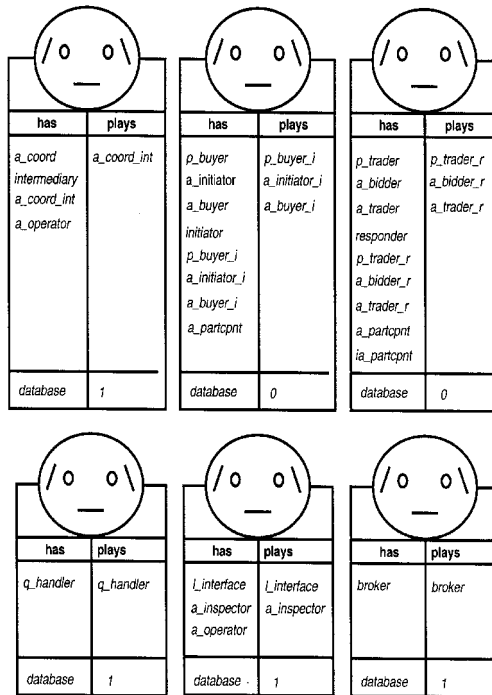 has plays
a_coord a_coord_int
intermediary
a_coord_int
a_operator
database 1
has plays
p_buyer p_buyer_i
a_initiator a_initiator_i
a_buyer a_buyer_i
initiator
p_buyer_i
a_initiator_i
a_buyer_i
a_partcpnt
database 0
has plays
p_trader p_trader_r
a_bidder a_bidder_r
a_trader a_trader_r
responder
p_trader_r
a_bidder_r
a_trader_r
a_partcpnt
ia_partcpnt
database 0
has plays
q_handler q_handler
database 1
has plays
l_interface l_interface
a_inspector a_inspector
a_operator
database 1
has plays
broker broker
database 1